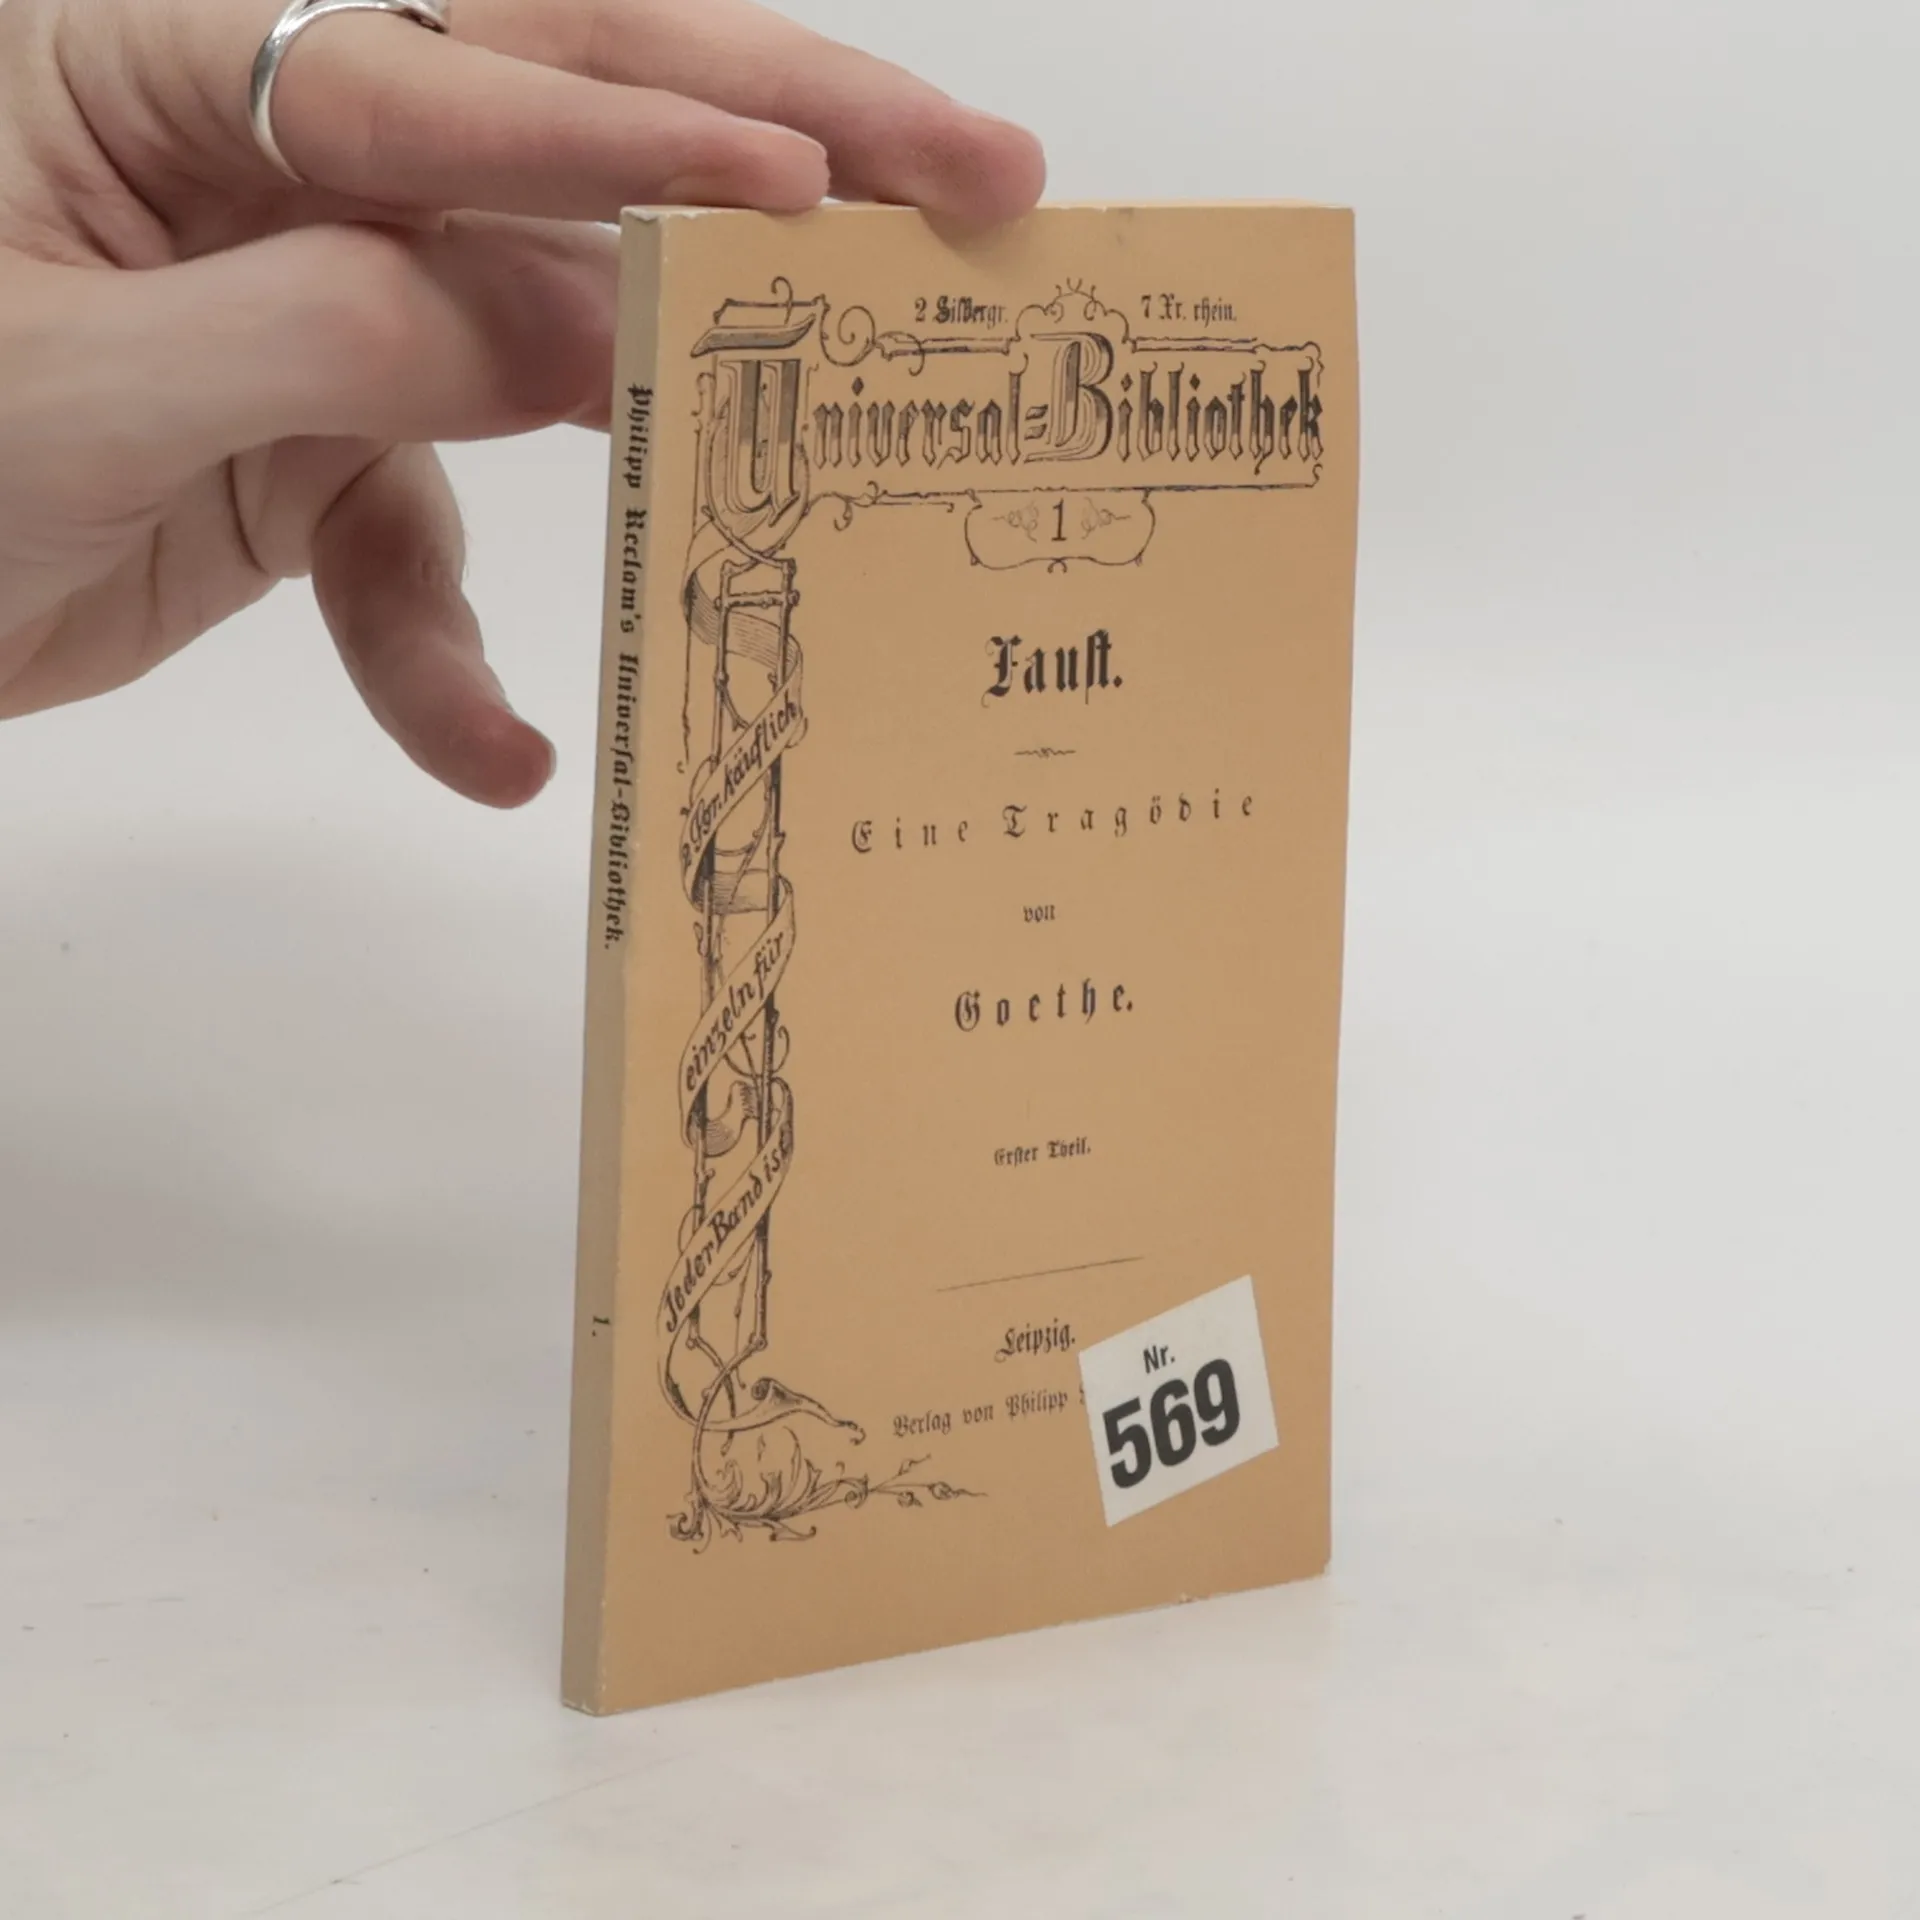 2 Silbergr. 7 Xr. rhein.
Universal=Bibliothek
1
Faust.
Eine Tragödie
von
Goethe.
Erster Theil.
Leipzig.
Verlag von Philipp
Nr.
569
Jeder Band ist
einzeln für
2 Sgr. käuflich
Philipp Reclam's Universal-Bibliothek.
1.